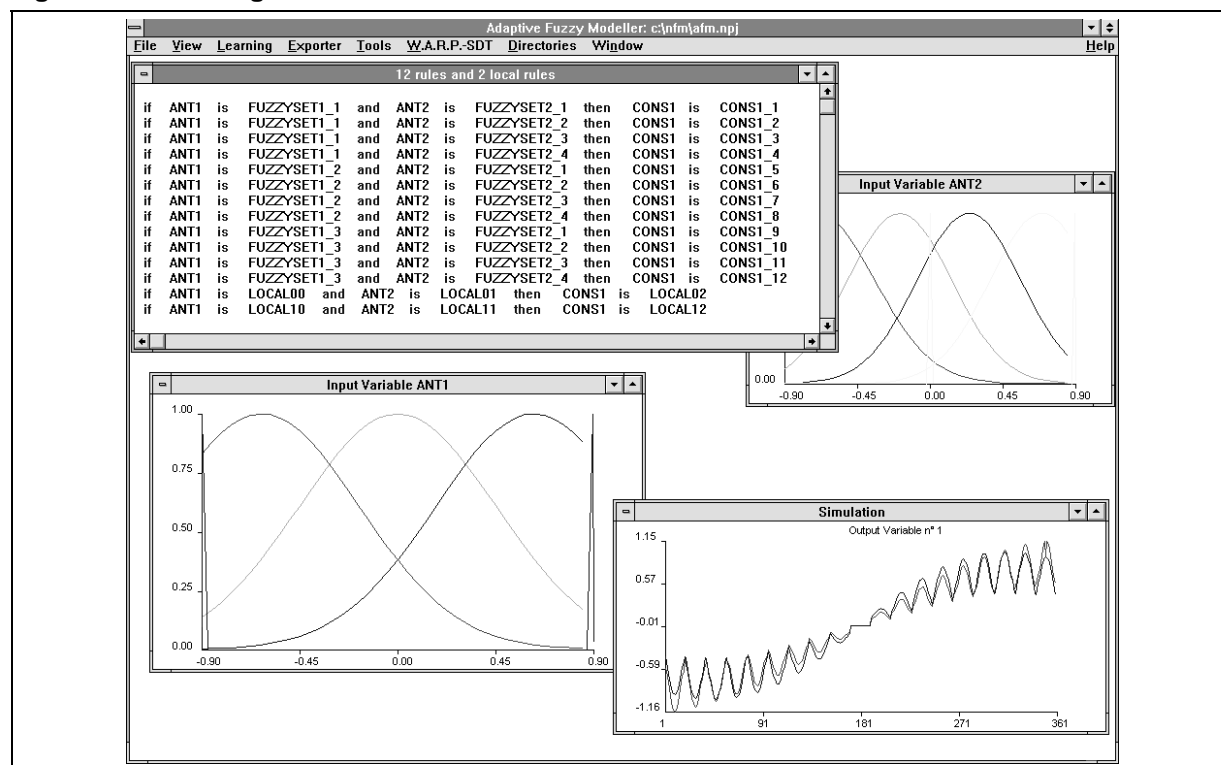 Adaptive Fuzzy Modeller: c:\nfm\afm.npj
File View Learning Exporter Tools W.A.R.P.-SDT Directories Window Help
12 rules and 2 local rules
if ANT1 is FUZZYSET1_1 and ANT2 is FUZZYSET2_1 then CONS1 is CONS1_1
if ANT1 is FUZZYSET1_1 and ANT2 is FUZZYSET2_2 then CONS1 is CONS1_2
if ANT1 is FUZZYSET1_1 and ANT2 is FUZZYSET2_3 then CONS1 is CONS1_3
if ANT1 is FUZZYSET1_1 and ANT2 is FUZZYSET2_4 then CONS1 is CONS1_4
if ANT1 is FUZZYSET1_2 and ANT2 is FUZZYSET2_1 then CONS1 is CONS1_5
if ANT1 is FUZZYSET1_2 and ANT2 is FUZZYSET2_2 then CONS1 is CONS1_6
if ANT1 is FUZZYSET1_2 and ANT2 is FUZZYSET2_3 then CONS1 is CONS1_7
if ANT1 is FUZZYSET1_2 and ANT2 is FUZZYSET2_4 then CONS1 is CONS1_8
if ANT1 is FUZZYSET1_3 and ANT2 is FUZZYSET2_1 then CONS1 is CONS1_9
if ANT1 is FUZZYSET1_3 and ANT2 is FUZZYSET2_2 then CONS1 is CONS1_10
if ANT1 is FUZZYSET1_3 and ANT2 is FUZZYSET2_3 then CONS1 is CONS1_11
if ANT1 is FUZZYSET1_3 and ANT2 is FUZZYSET2_4 then CONS1 is CONS1_12
if ANT1 is LOCAL00 and ANT2 is LOCAL01 then CONS1 is LOCAL02
if ANT1 is LOCAL10 and ANT2 is LOCAL11 then CONS1 is LOCAL12
Input Variable ANT2
0.00
-0.90 -0.45 0.00 0.45 0.90
Input Variable ANT1
1.00
0.75
0.50
0.25
0.00
-0.90 -0.45 0.00 0.45 0.90
Simulation
Output Variable n° 1
1.15
0.57
-0.01
-0.59
-1.16
1 91 181 271 361